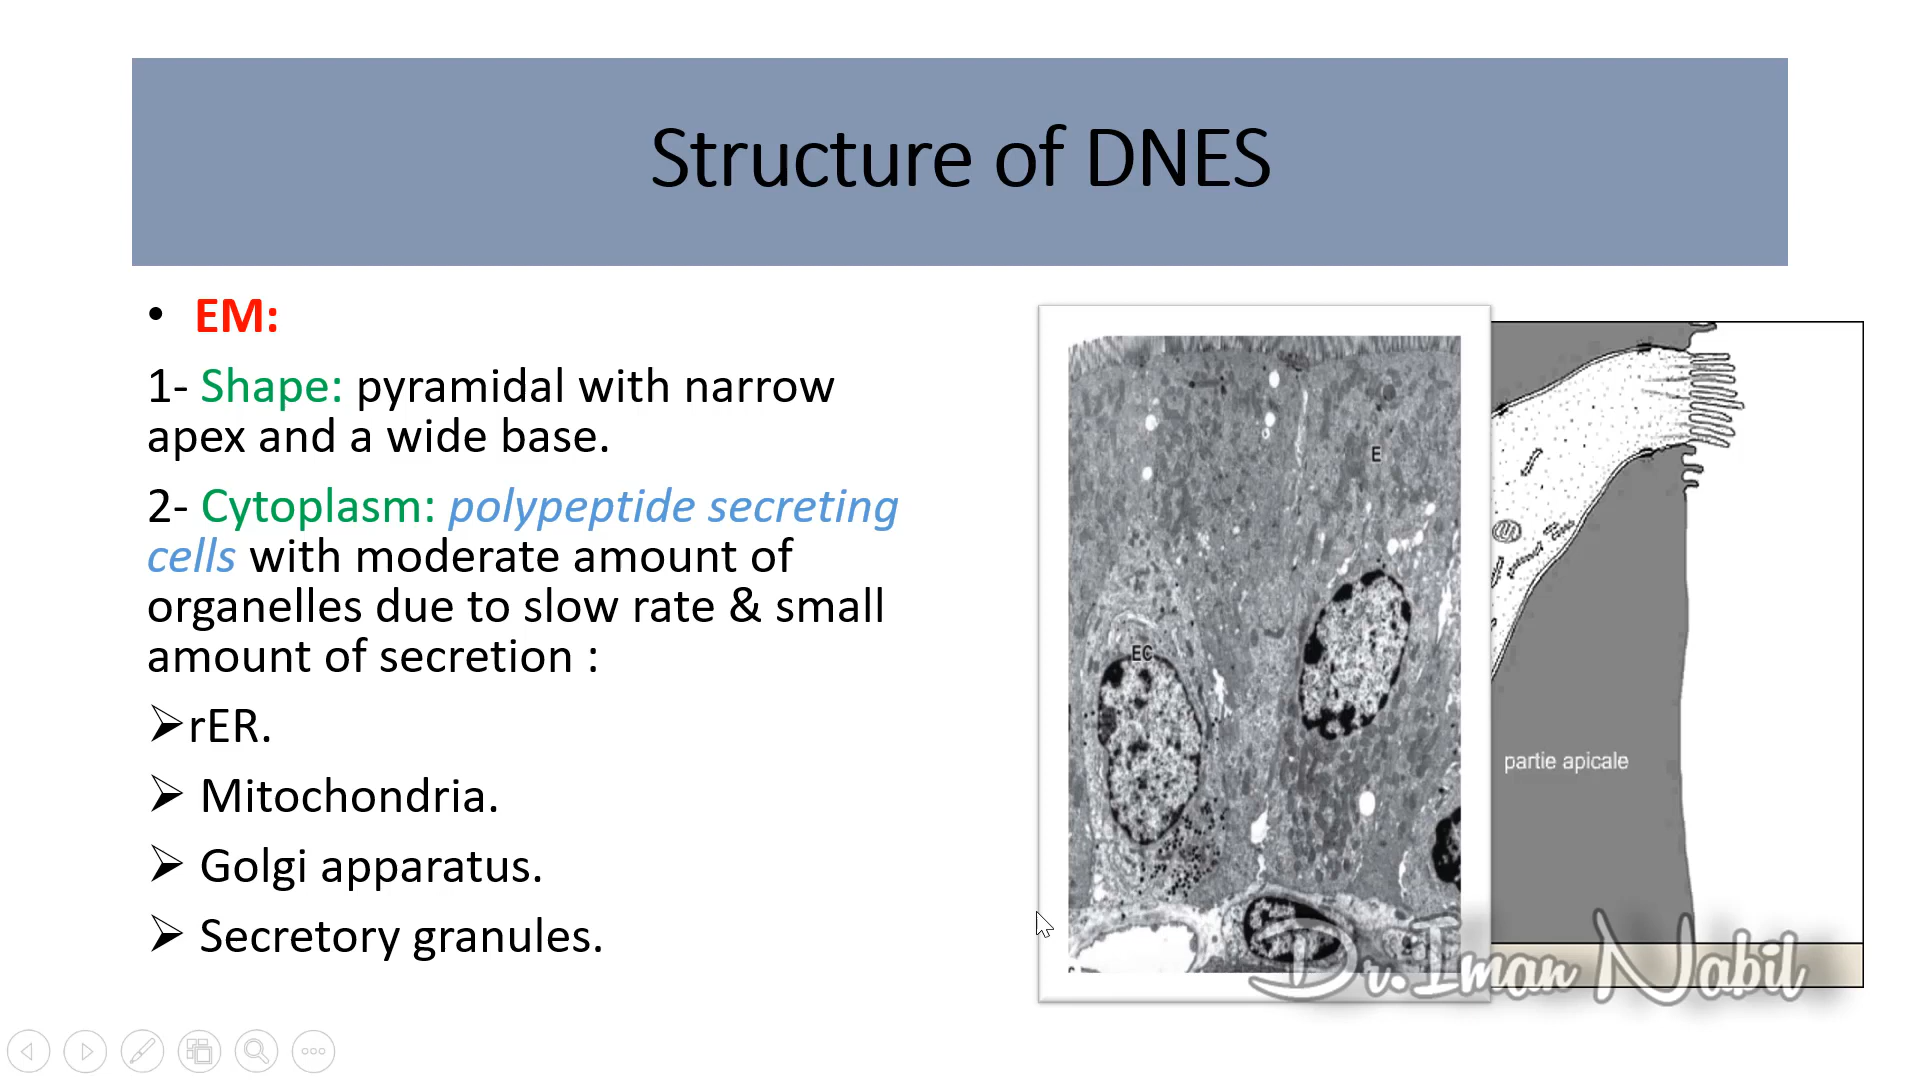 Structure of DNES
• EM:
1- Shape: pyramidal with narrow
apex and a wide base.
2- Cytoplasm: polypeptide secreting
cells with moderate amount of
organelles due to slow rate & small
amount of secretion :
➢rER.
➢ Mitochondria.
➢ Golgi apparatus.
➢ Secretory granules.
E
EC
partie apicale
Dr.Iman Nabil